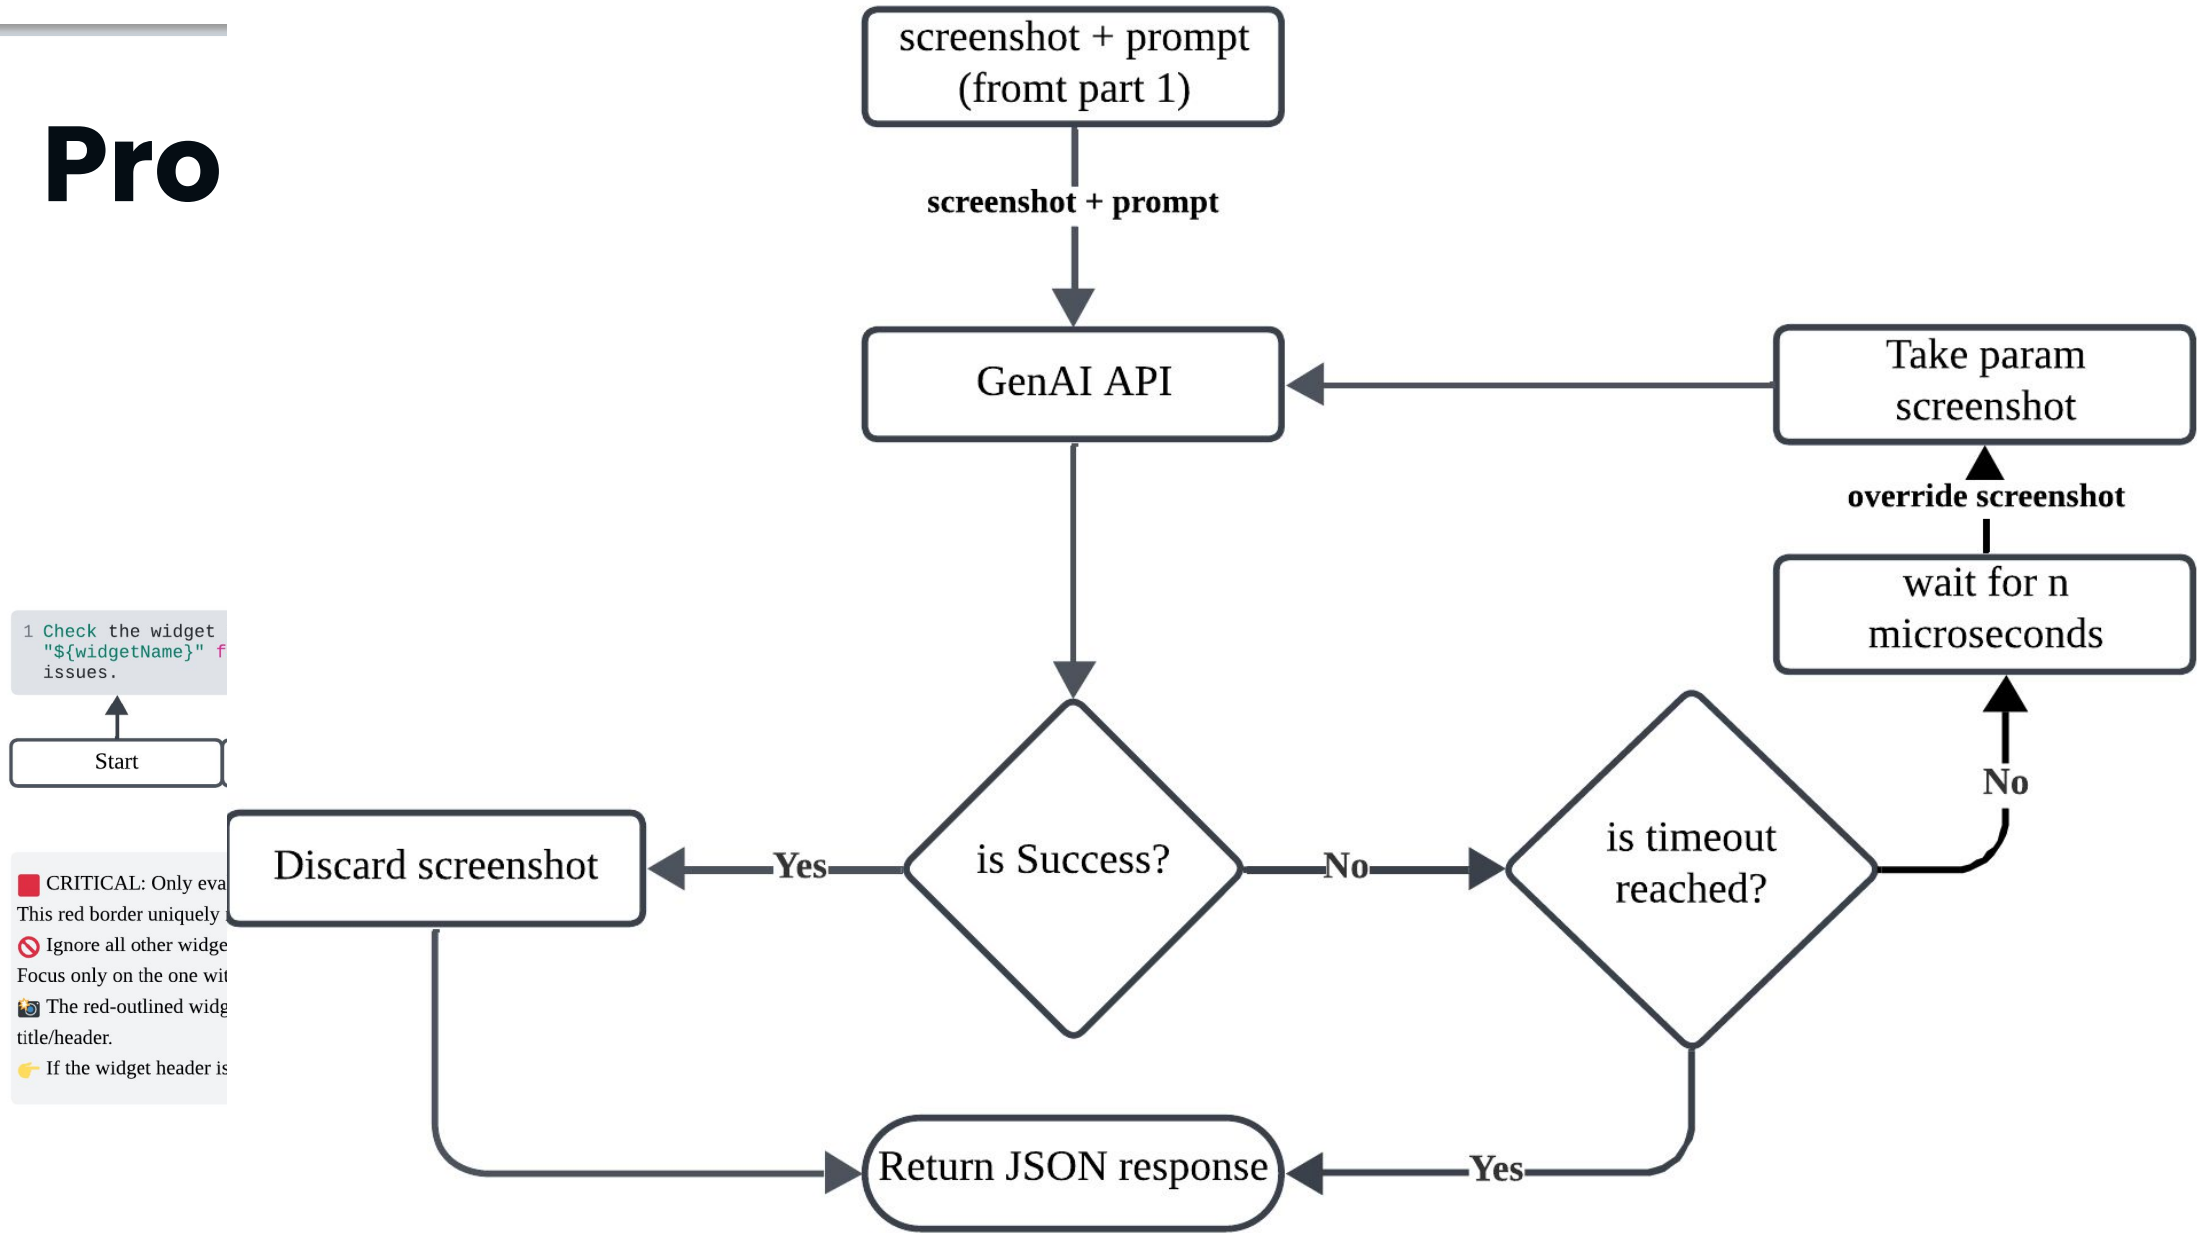 Pro
1 Check the widget
"${widgetName}" f
issues.
Start
CRITICAL: Only eva
This red border uniquely
Ignore all other widge
Focus only on the one wit
The red-outlined widg
title/header.
If the widget header is
screenshot + prompt
(fromt part 1)
screenshot + prompt
GenAI API
Take param
screenshot
override screenshot
wait for n
microseconds
No
is timeout
reached?
No
is Success?
Yes
Discard screenshot
Yes
Return JSON response